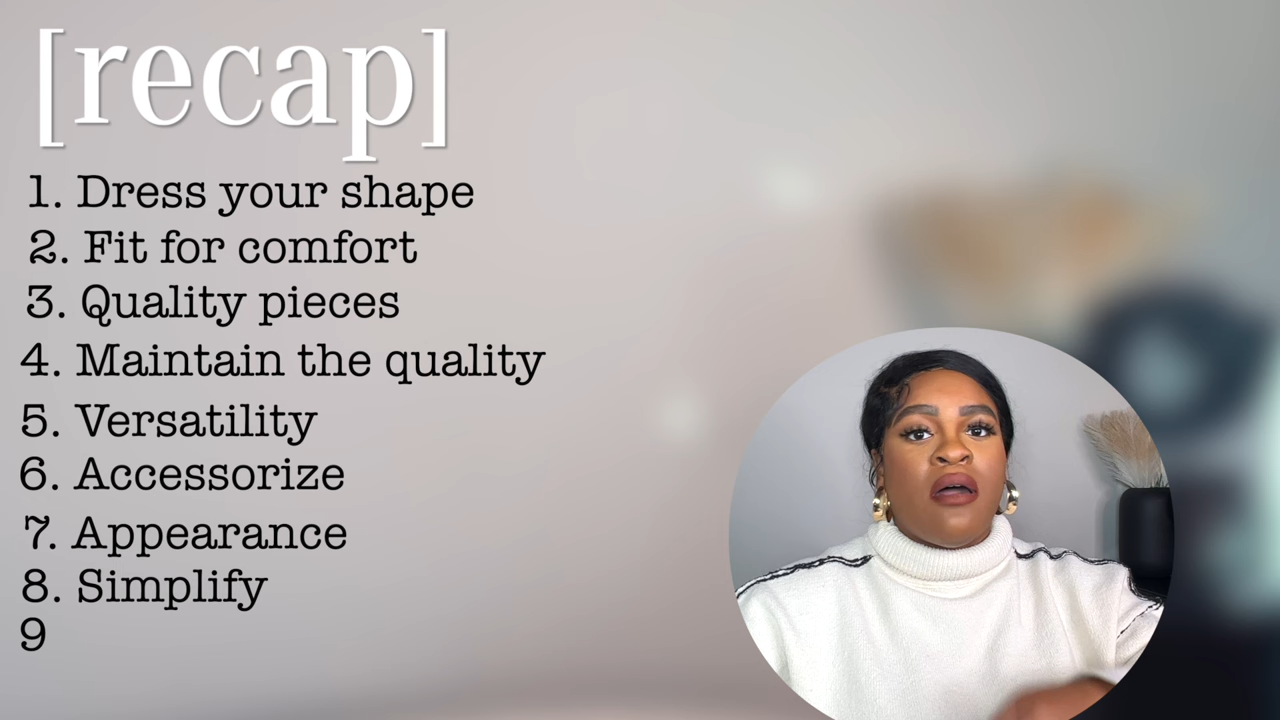 [recap]
1. Dress your shape
2. Fit for comfort
3. Quality pieces
4. Maintain the quality
5. Versatility
6. Accessorize
7. Appearance
8. Simplify
9